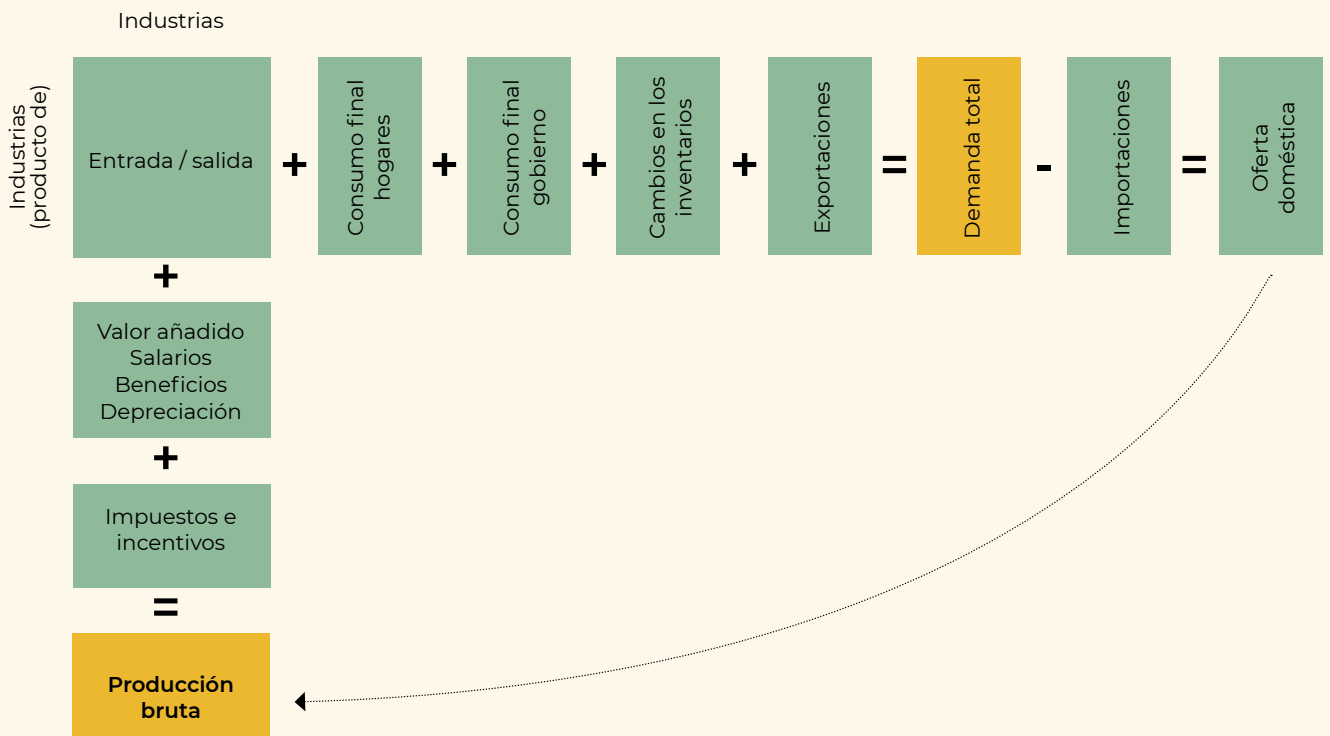 Industrias
Industrias
(producto de)
Entrada / salida
+
Consumo final
hogares
+
Consumo final
gobierno
+
Cambios en los
inventarios
+
Exportaciones
=
Demanda total
-
Importaciones
=
Oferta
doméstica
+
Valor añadido
Salarios
Beneficios
Depreciación
+
Impuestos e
incentivos
=
Producción
bruta